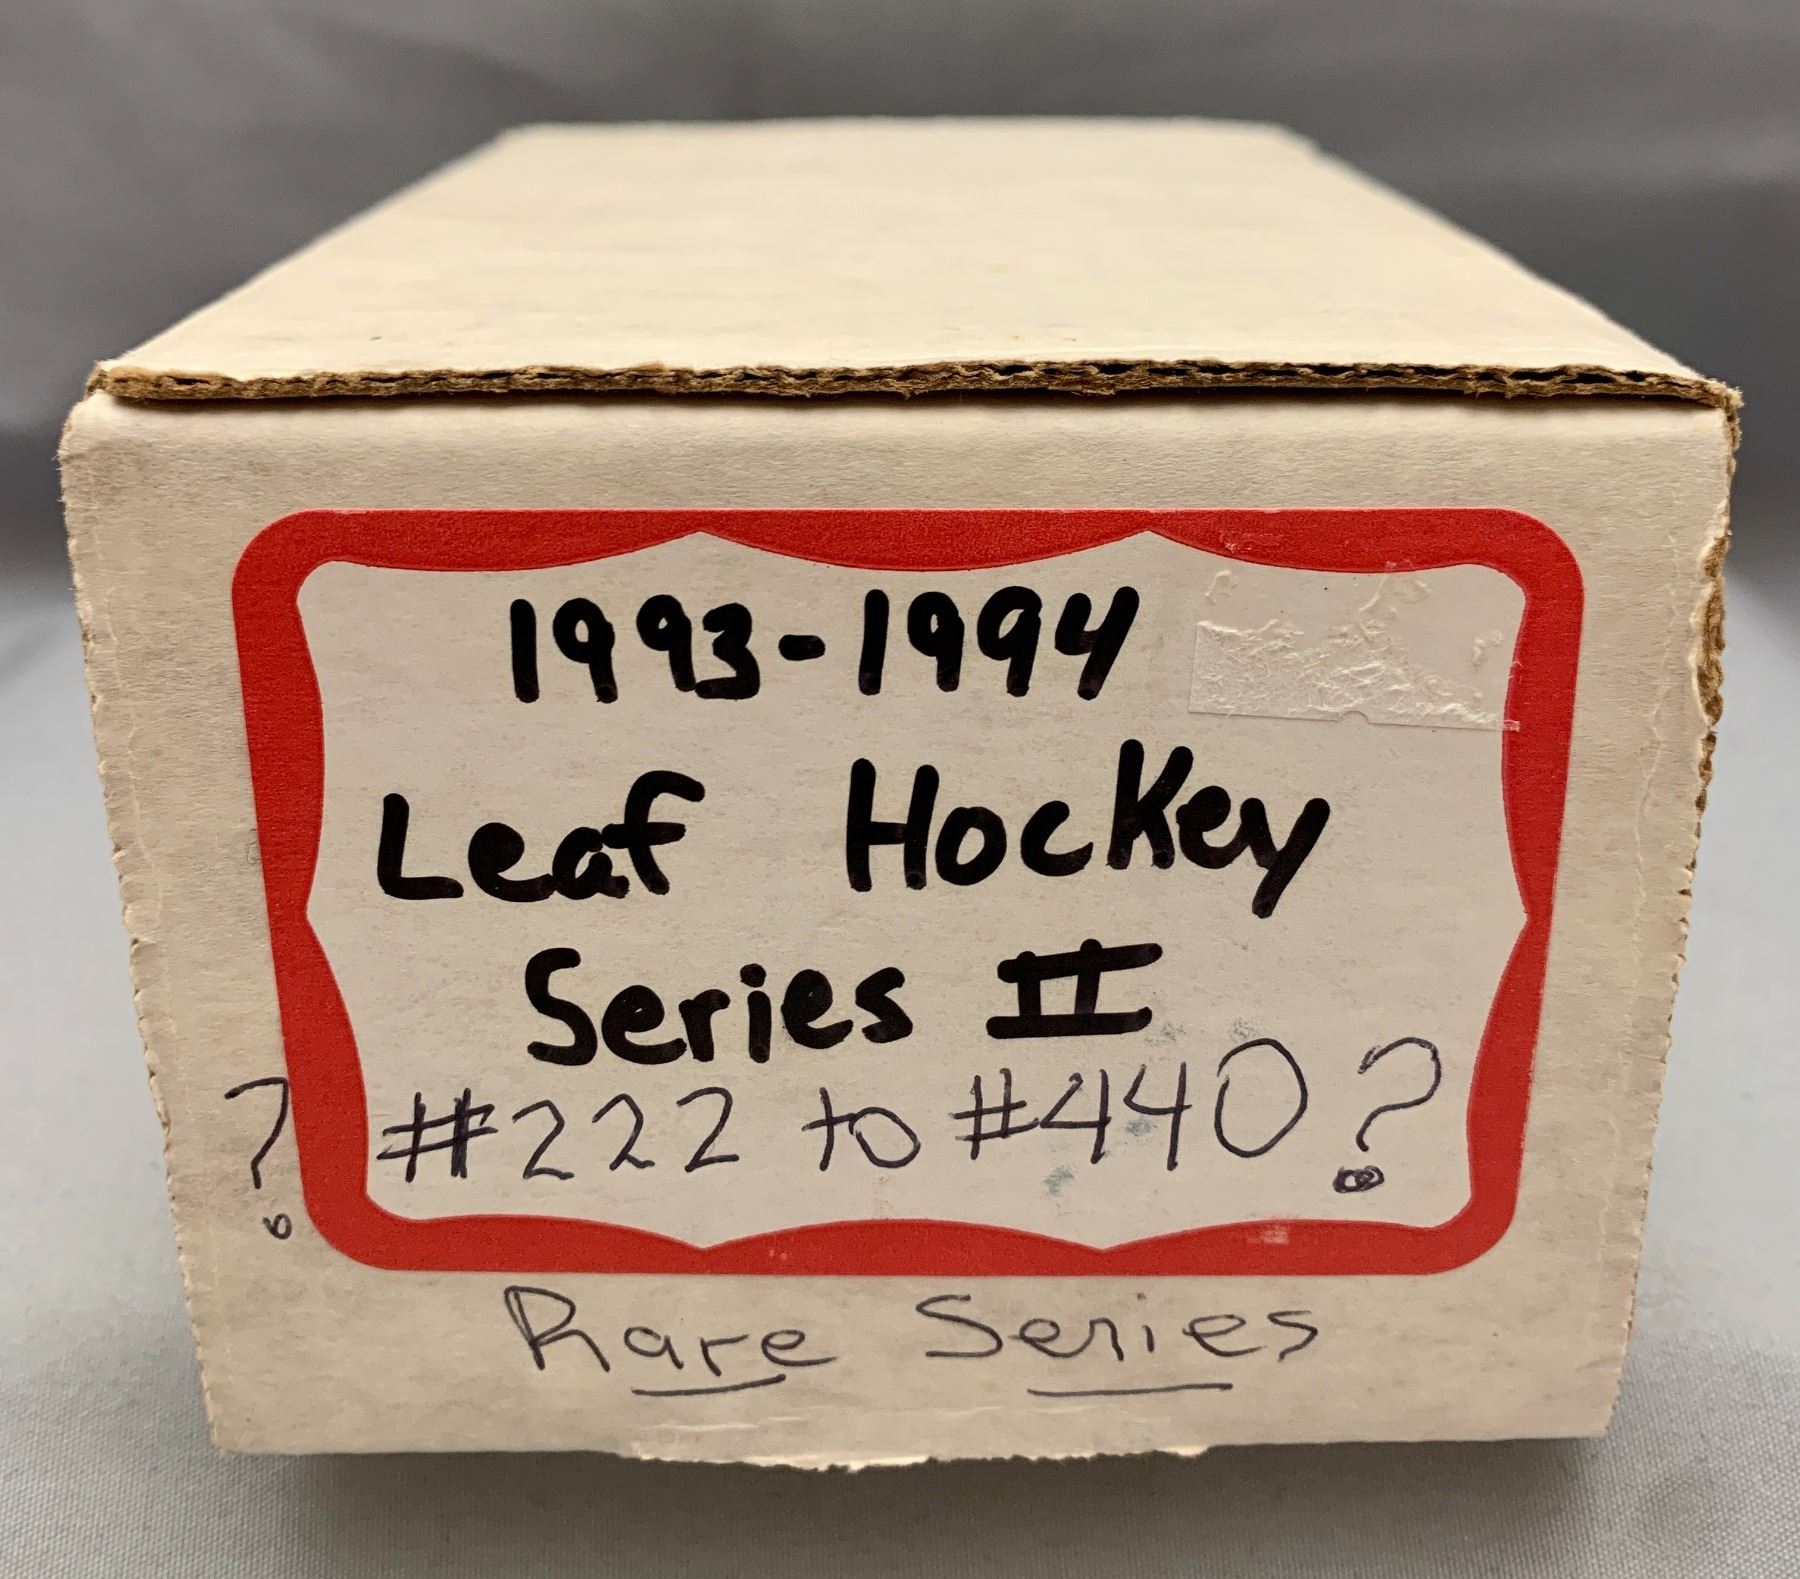 1993-1994
Leaf Hockey
Series II
? #222 to #440 ?
Rare Series